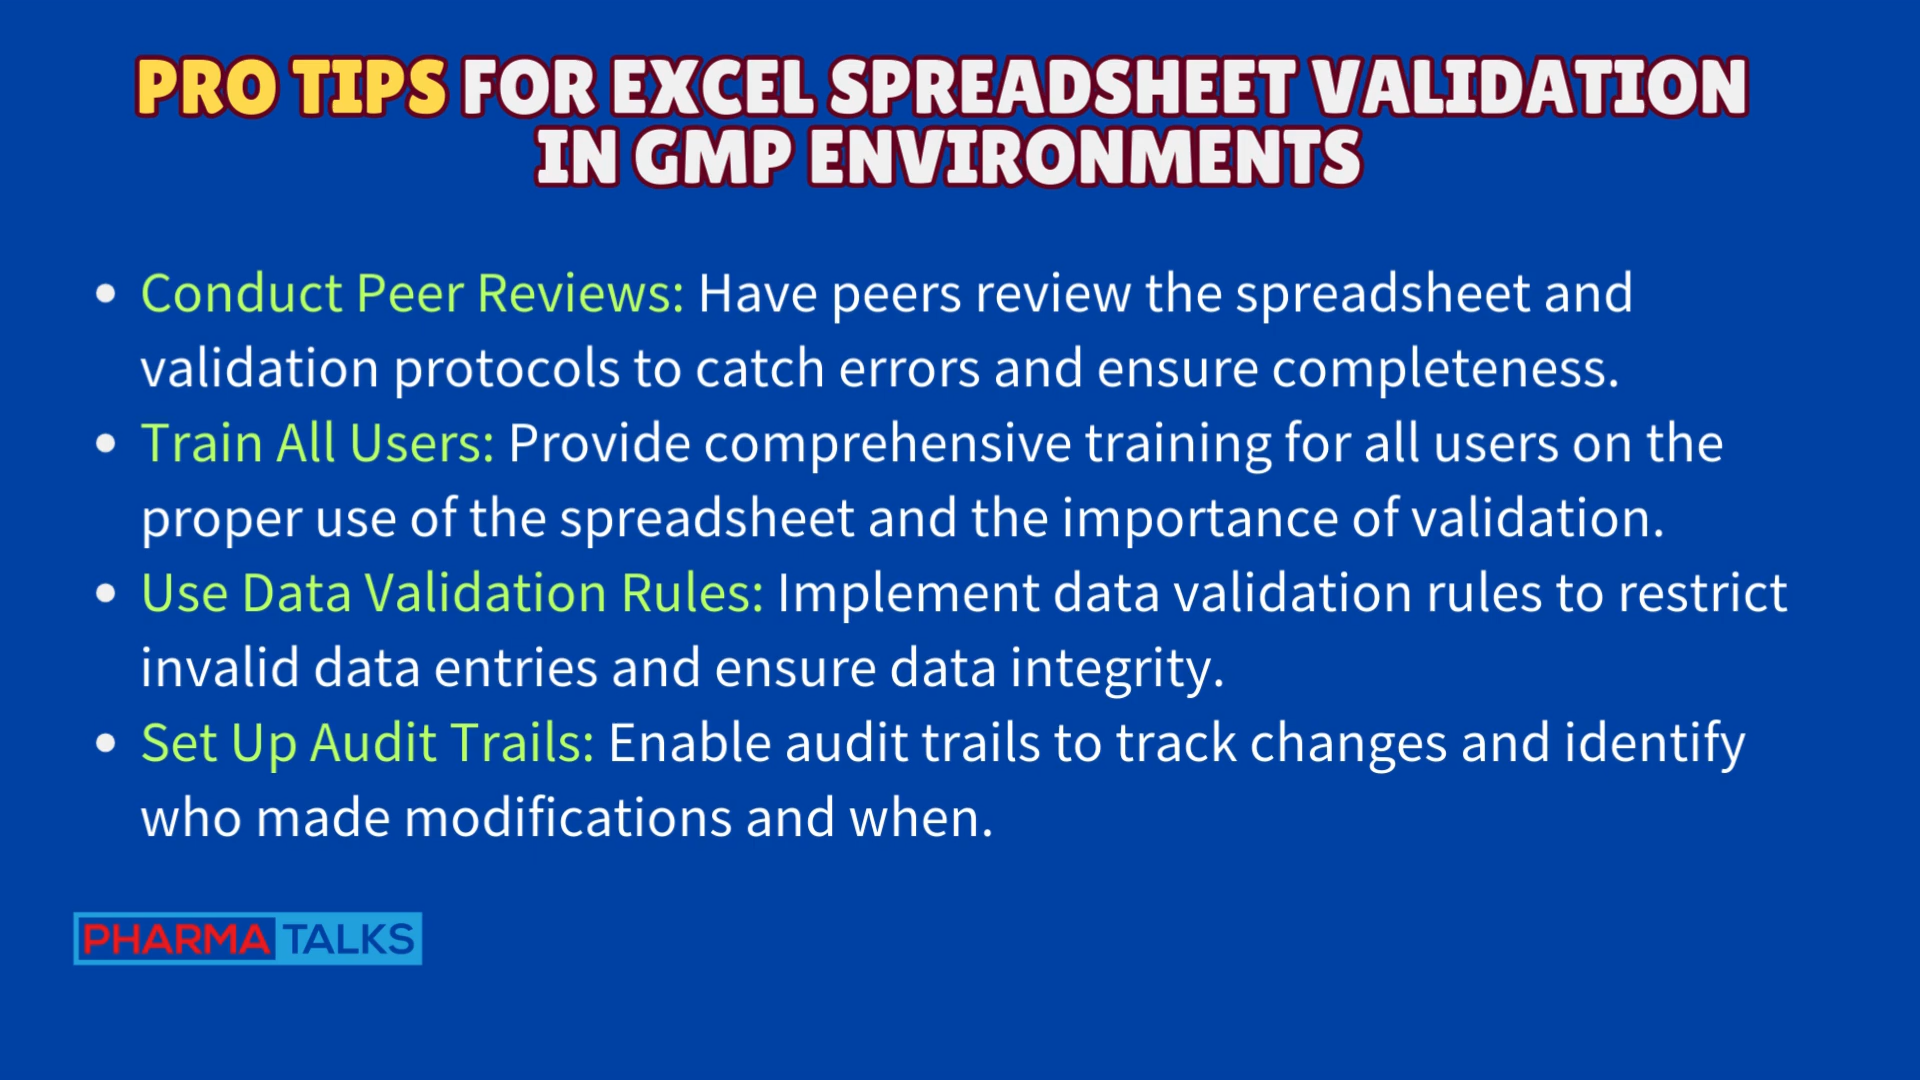 PRO TIPS FOR EXCEL SPREADSHEET VALIDATION
IN GMP ENVIRONMENTS
• Conduct Peer Reviews: Have peers review the spreadsheet and
validation protocols to catch errors and ensure completeness.
• Train All Users: Provide comprehensive training for all users on the
proper use of the spreadsheet and the importance of validation.
• Use Data Validation Rules: Implement data validation rules to restrict
invalid data entries and ensure data integrity.
• Set Up Audit Trails: Enable audit trails to track changes and identify
who made modifications and when.
PHARMA TALKS